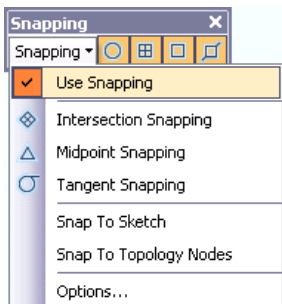 Snapping
Snapping
Use Snapping
Intersection Snapping
Midpoint Snapping
Tangent Snapping
Snap To Sketch
Snap To Topology Nodes
Options...